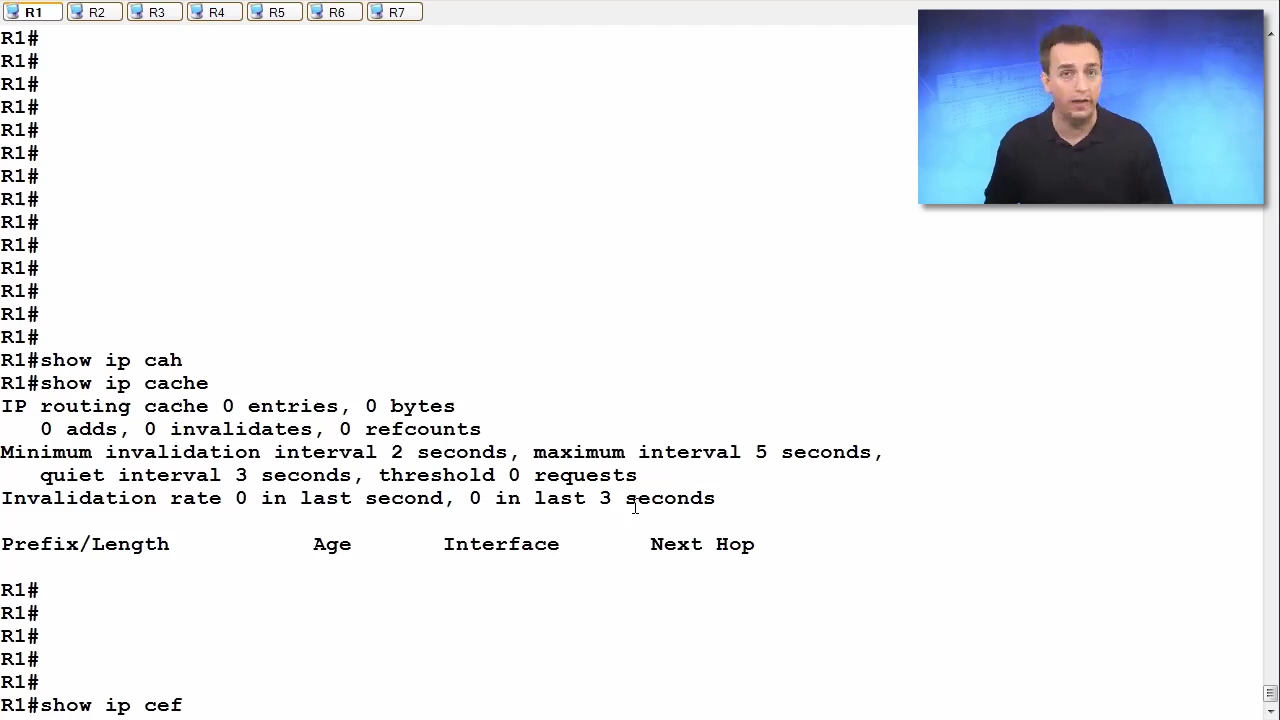 R1
R2
R3
R4
R5
R6
R7
R1#
R1#
R1#
R1#
R1#
R1#
R1#
R1#
R1#
R1#
R1#
R1#
R1#
R1#
R1#show ip cah
R1#show ip cache
IP routing cache 0 entries, 0 bytes
   0 adds, 0 invalidates, 0 refcounts
Minimum invalidation interval 2 seconds, maximum interval 5 seconds,
   quiet interval 3 seconds, threshold 0 requests
Invalidation rate 0 in last second, 0 in last 3 seconds
Prefix/Length           Age       Interface       Next Hop
R1#
R1#
R1#
R1#
R1#
R1#show ip cef